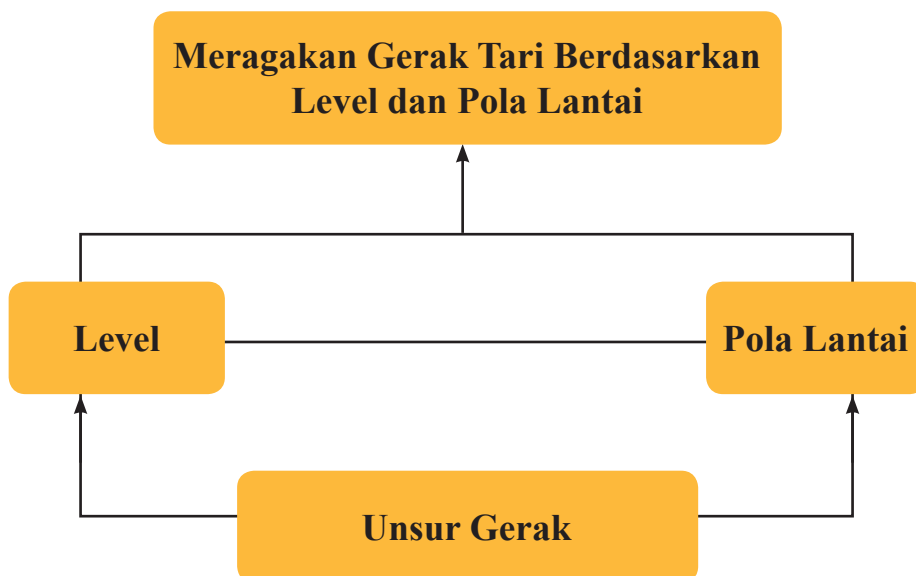 Meragakan Gerak Tari Berdasarkan
Level dan Pola Lantai
Level
Pola Lantai
Unsur Gerak